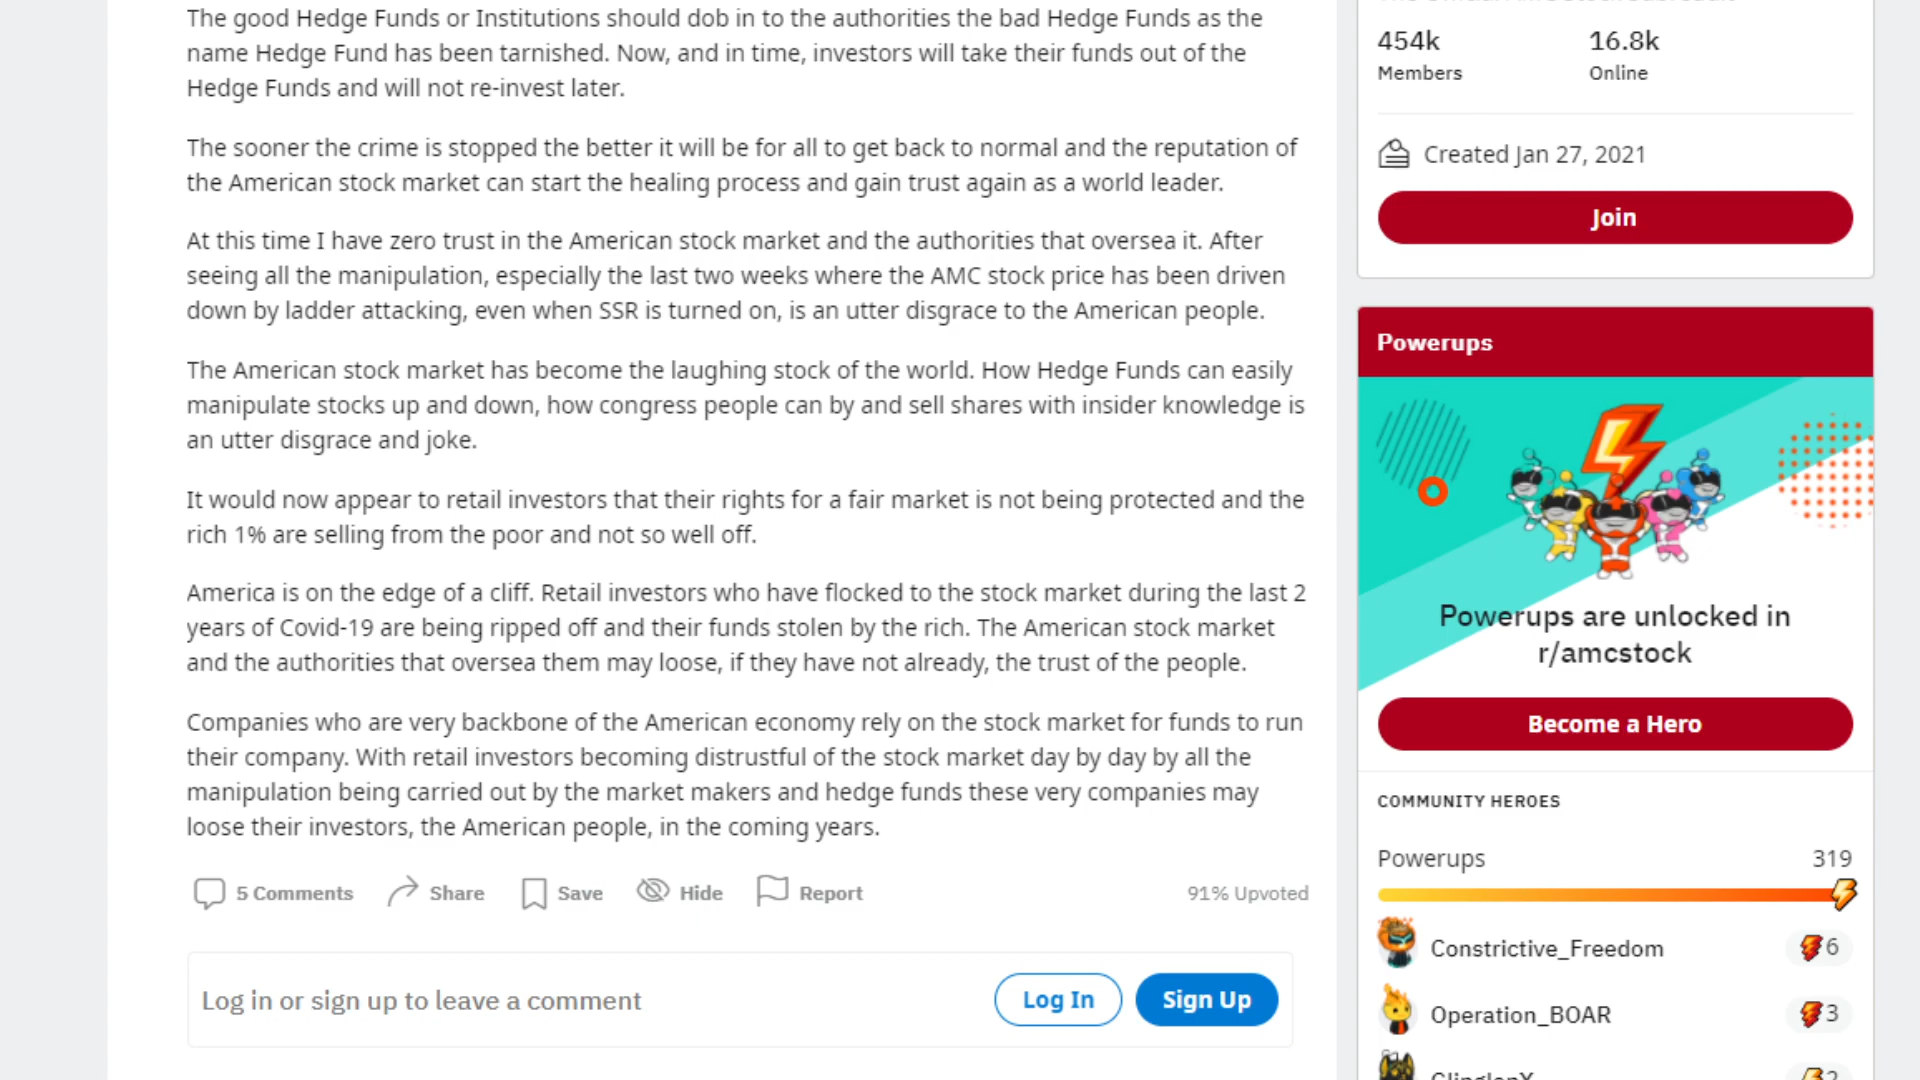 The good Hedge Funds or Institutions should dob in to the authorities the bad Hedge Funds as the
name Hedge Fund has been tarnished. Now, and in time, investors will take their funds out of the
Hedge Funds and will not re-invest later.
The sooner the crime is stopped the better it will be for all to get back to normal and the reputation of
the American stock market can start the healing process and gain trust again as a world leader.
At this time I have zero trust in the American stock market and the authorities that oversea it. After
seeing all the manipulation, especially the last two weeks where the AMC stock price has been driven
down by ladder attacking, even when SSR is turned on, is an utter disgrace to the American people.
The American stock market has become the laughing stock of the world. How Hedge Funds can easily
manipulate stocks up and down, how congress people can by and sell shares with insider knowledge is
an utter disgrace and joke.
It would now appear to retail investors that their rights for a fair market is not being protected and the
rich 1% are selling from the poor and not so well off.
America is on the edge of a cliff. Retail investors who have flocked to the stock market during the last 2
years of Covid-19 are being ripped off and their funds stolen by the rich. The American stock market
and the authorities that oversea them may loose, if they have not already, the trust of the people.
Companies who are very backbone of the American economy rely on the stock market for funds to run
their company. With retail investors becoming distrustful of the stock market day by day by all the
manipulation being carried out by the market makers and hedge funds these very companies may
loose their investors, the American people, in the coming years.
5 Comments Share Save Hide Report 91% Upvoted
Log in or sign up to leave a comment Log In Sign Up
454k 16.8k
Members Online
Created Jan 27, 2021
Join
Powerups
Powerups are unlocked in
r/amcstock
Become a Hero
COMMUNITY HEROES
Powerups 319
Constrictive_Freedom 6
Operation_BOAR 3